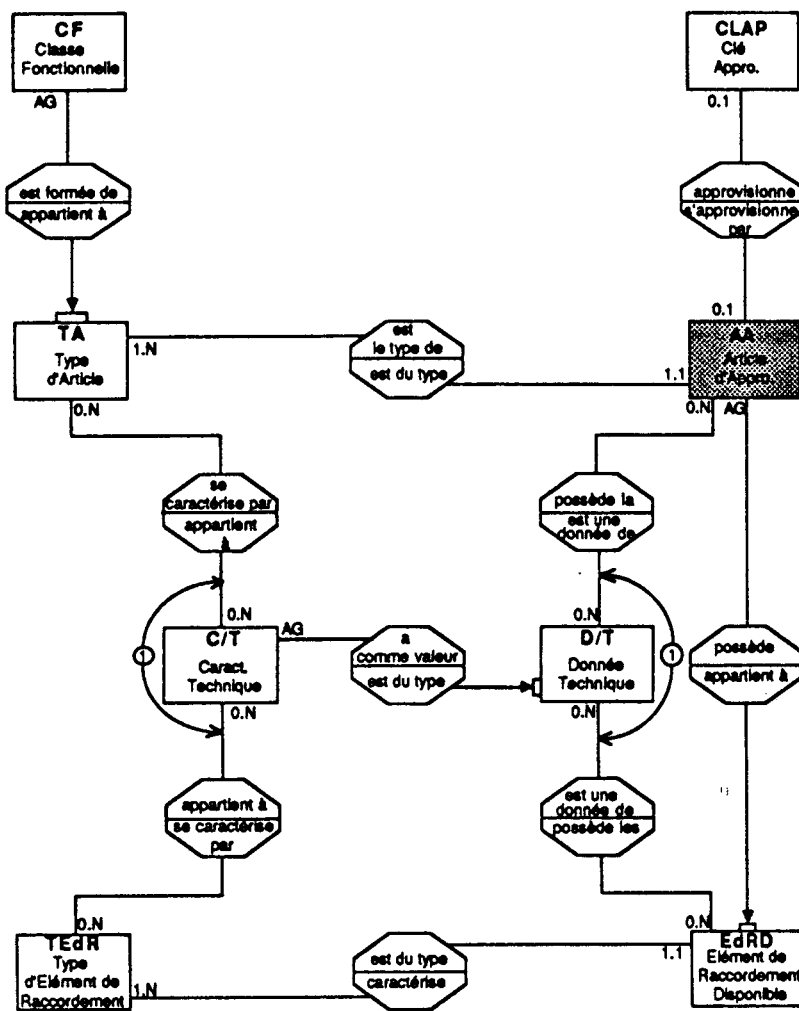 CF
Classe
Fonctionnelle
AG
CLAP
Clé
Appro.
0.1
est formée de
appartient à
approvisionne
s'approvisionne
par
0.1
TA
Type
d'Article
1.N
0.N
est
le type de
est du type
AA
Article
d'Appro.
1.1
0.N
AG
se
caractérise par
appartient
à
possède la
est une
donnée de
0.N
C/T
Caract.
Technique
AG
0.N
1
a
comme valeur
est du type
0.N
D/T
Donnée
Technique
0.N
1
possède
appartient à
appartient à
se caractérise
par
est une
donnée de
possède les
0.N
TEdR
Type
d'Elément de
Raccordement
1.N
est du type
caractérise
0.N
1.1
EdRD
Elément de
Raccordement
Disponible